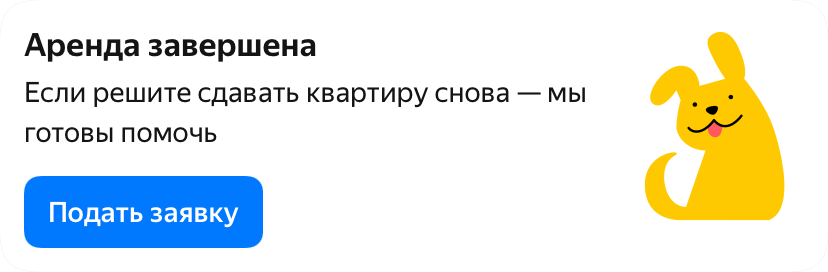 Аренда завершена
Если решите сдавать квартиру снова — мы
готовы помочь
Подать заявку